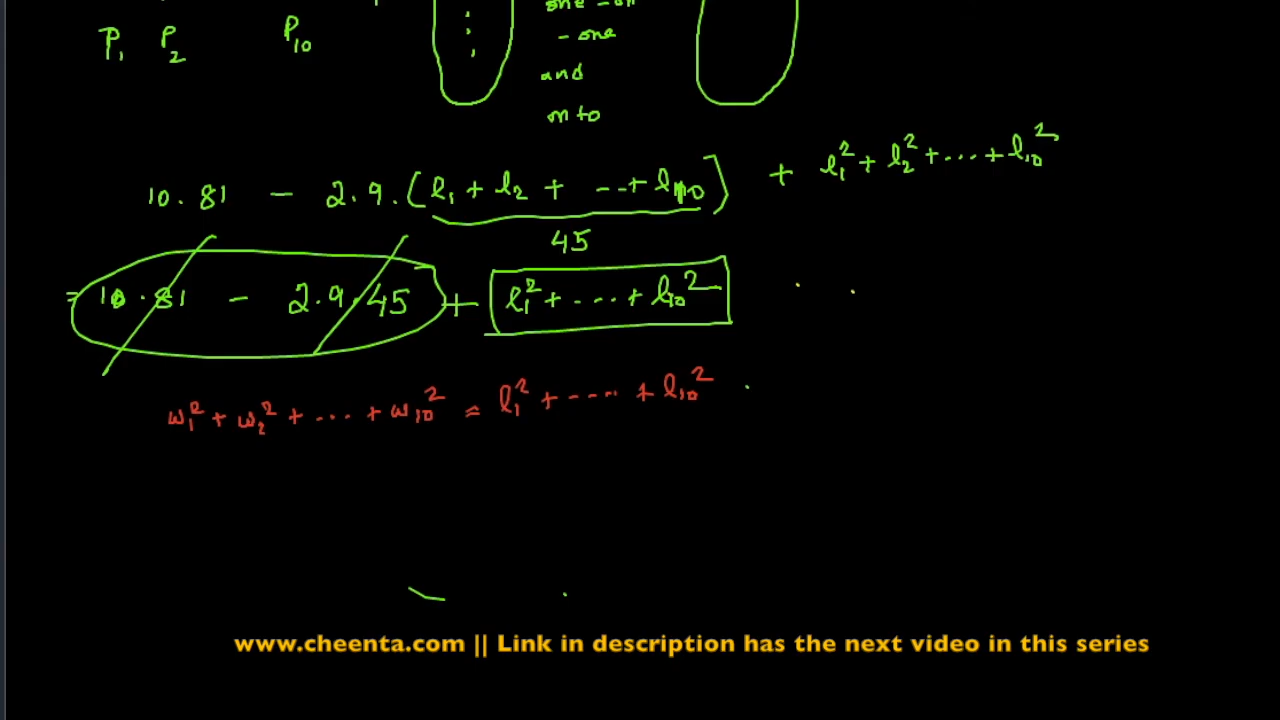 one - on
P₁ P₂ P₁₀
- one
and
onto
10.81 - 2.9.(l₁ + l₂ + ... + l₁₀) + l₁² + l₂² + ... + l₁₀²
45
= 10.81 - 2.9.45 + l₁² + ... + l₁₀²
w₁² + w₂² + ... + w₁₀² = l₁² + ..... + l₁₀²
www.cheenta.com || Link in description has the next video in this series